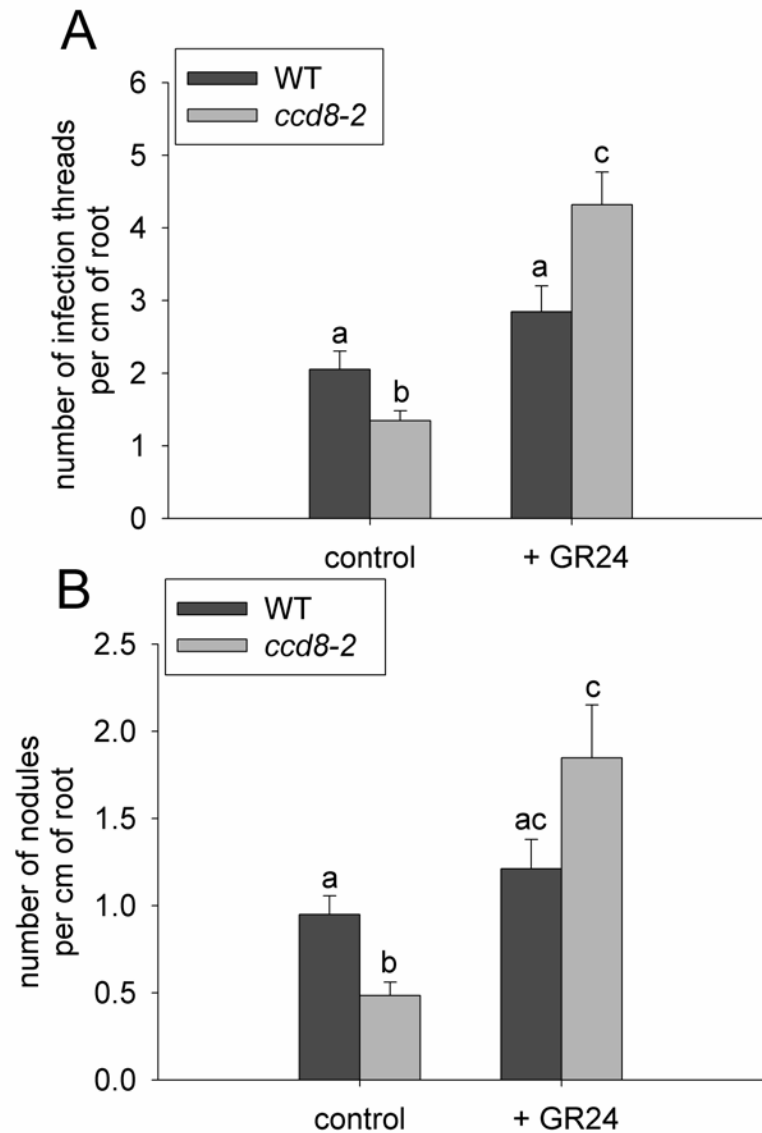 A
WT
ccd8-2
number of infection threads
per cm of root
6
5
4
3
2
1
0
a
b
a
c
control
+ GR24
B
WT
ccd8-2
number of nodules
per cm of root
2.5
2.0
1.5
1.0
0.5
0.0
a
b
ac
c
control
+ GR24